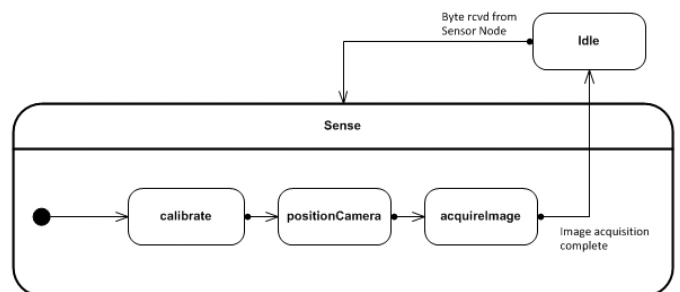 Byte rcvd from
Sensor Node
Idle
Sense
calibrate
positionCamera
acquireImage
Image acquisition
complete